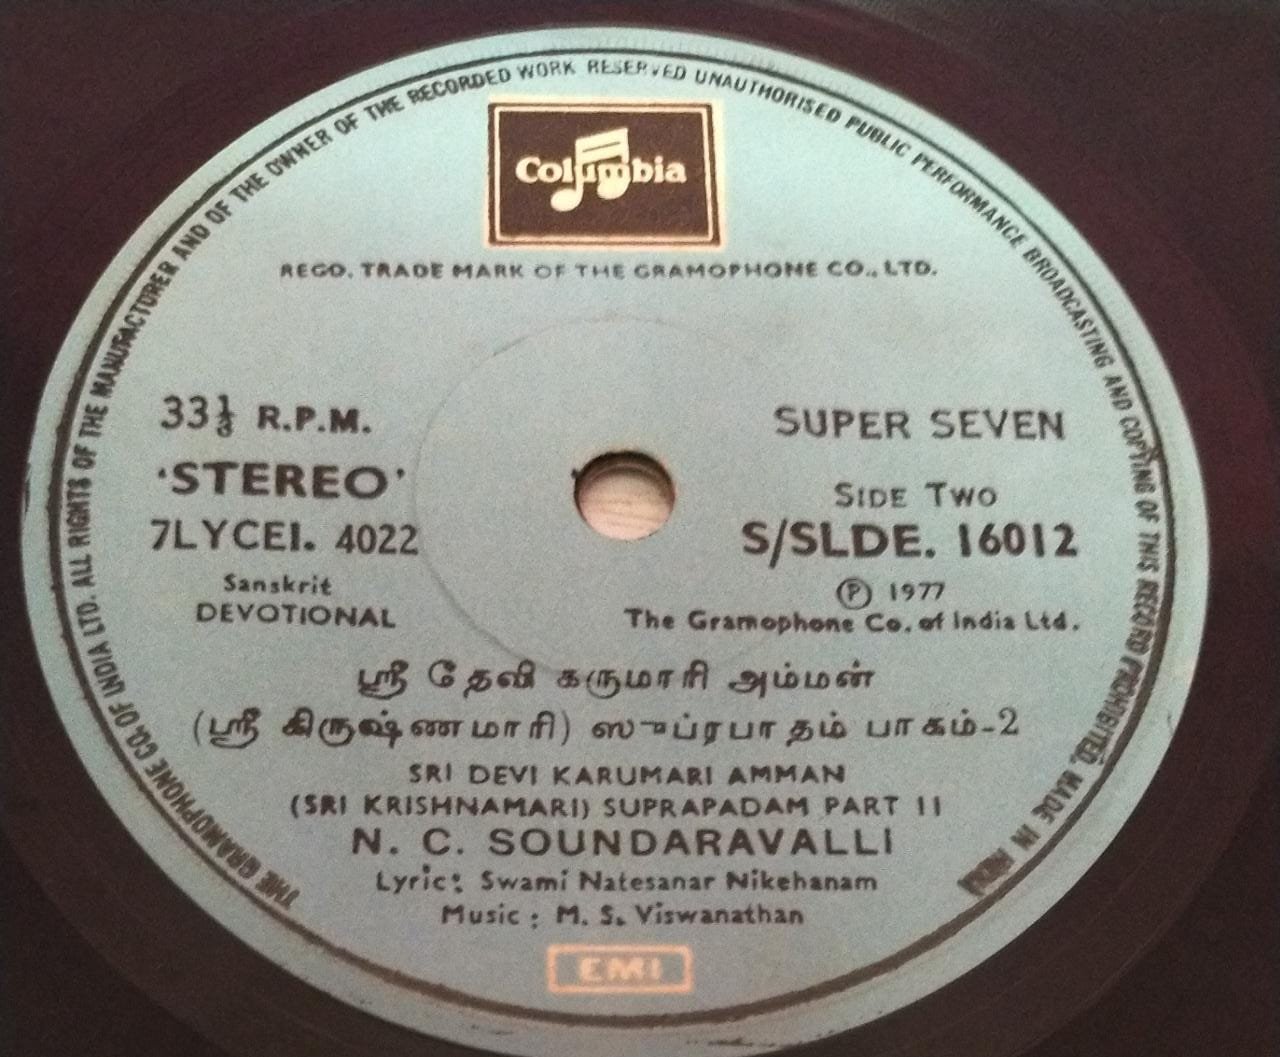 THE GRAMOPHONE CO. OF INDIA LTD. ALL RIGHTS OF THE MANUFACTURER AND OF THE OWNER OF THE RECORDED WORK RESERVED UNAUTHORISED PUBLIC PERFORMANCE BROADCASTING AND COPYING OF THIS RECORD PROHIBITED. MADE IN INDIA
Columbia
REGD. TRADE MARK OF THE GRAMOPHONE CO., LTD.
33⅓ R.P.M.
SUPER SEVEN
'STEREO'
SIDE TWO
7LYCEI. 4022
S/SLDE. 16012
Sanskrit
DEVOTIONAL
℗ 1977
The Gramophone Co. of India Ltd.
ஸ்ரீ தேவி கருமாரி அம்மன்
(ஸ்ரீ கிருஷ்ணமாரி) ஸுப்ரபாதம் பாகம்-2
SRI DEVI KARUMARI AMMAN
(SRI KRISHNAMARI) SUPRAPADAM PART II
N. C. SOUNDARAVALLI
Lyric: Swami Natesanar Nikehanam
Music : M. S. Viswanathan
EMI